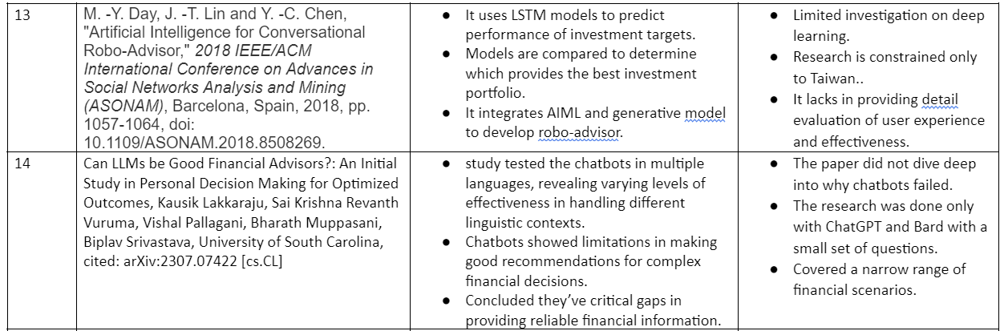 13
M. -Y. Day, J. -T. Lin and Y. -C. Chen,
"Artificial Intelligence for Conversational
Robo-Advisor," 2018 IEEE/ACM
International Conference on Advances in
Social Networks Analysis and Mining
(ASONAM), Barcelona, Spain, 2018, pp.
1057-1064, doi:
10.1109/ASONAM.2018.8508269.
● It uses LSTM models to predict
performance of investment targets.
● Models are compared to determine
which provides the best investment
portfolio.
● It integrates AIML and generative model
to develop robo-advisor.
● Limited investigation on deep
learning.
● Research is constrained only
to Taiwan..
● It lacks in providing detail
evaluation of user experience
and effectiveness.
14
Can LLMs be Good Financial Advisors?: An Initial
Study in Personal Decision Making for Optimized
Outcomes, Kausik Lakkaraju, Sai Krishna Revanth
Vuruma, Vishal Pallagani, Bharath Muppasani,
Biplav Srivastava, University of South Carolina,
cited: arXiv:2307.07422 [cs.CL]
● study tested the chatbots in multiple
languages, revealing varying levels of
effectiveness in handling different
linguistic contexts.
● Chatbots showed limitations in making
good recommendations for complex
financial decisions.
● Concluded they’ve critical gaps in
providing reliable financial information.
● The paper did not dive deep
into why chatbots failed.
● The research was done only
with ChatGPT and Bard with a
small set of questions.
● Covered a narrow range of
financial scenarios.